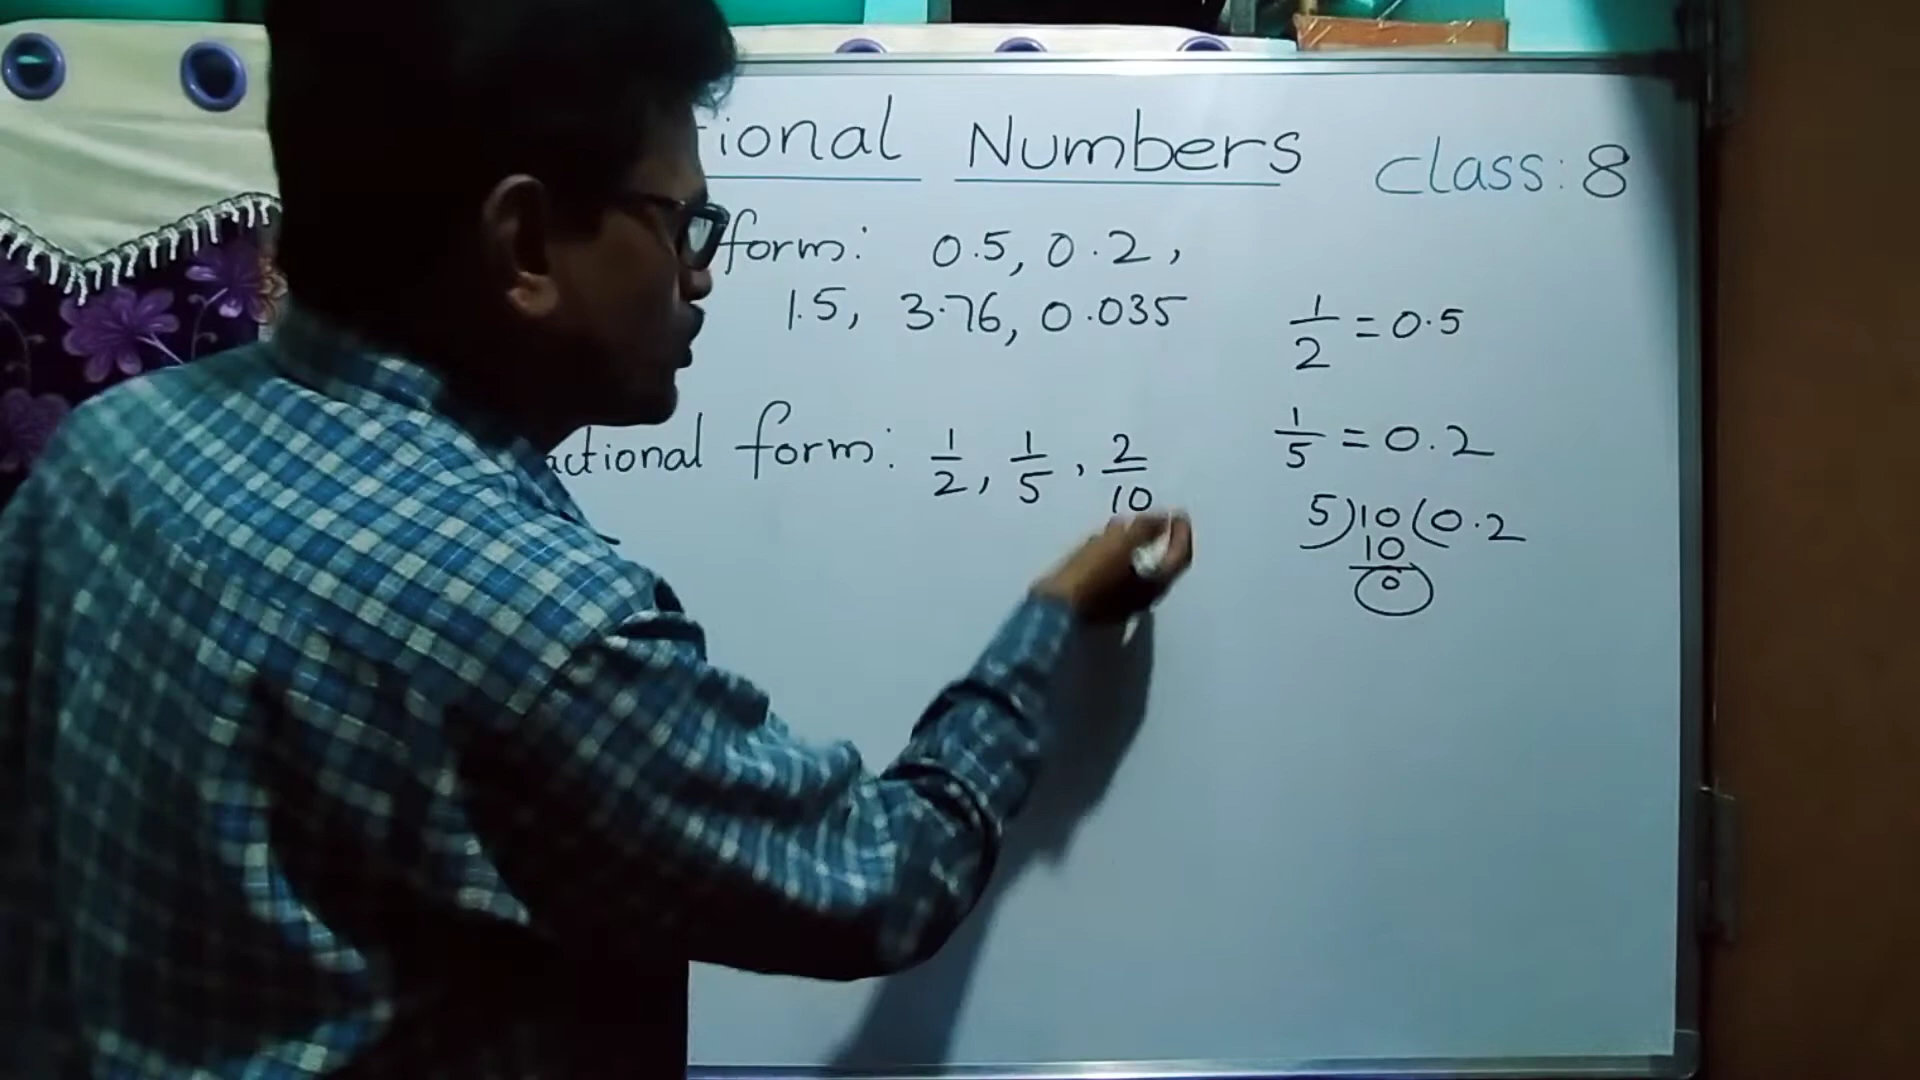 tional Numbers class: 8
form: 0.5, 0.2,
1.5, 3.76, 0.035
1/2 = 0.5
actional form: 1/2, 1/5, 2/10
1/5 = 0.2
5)10(0.2
10
0